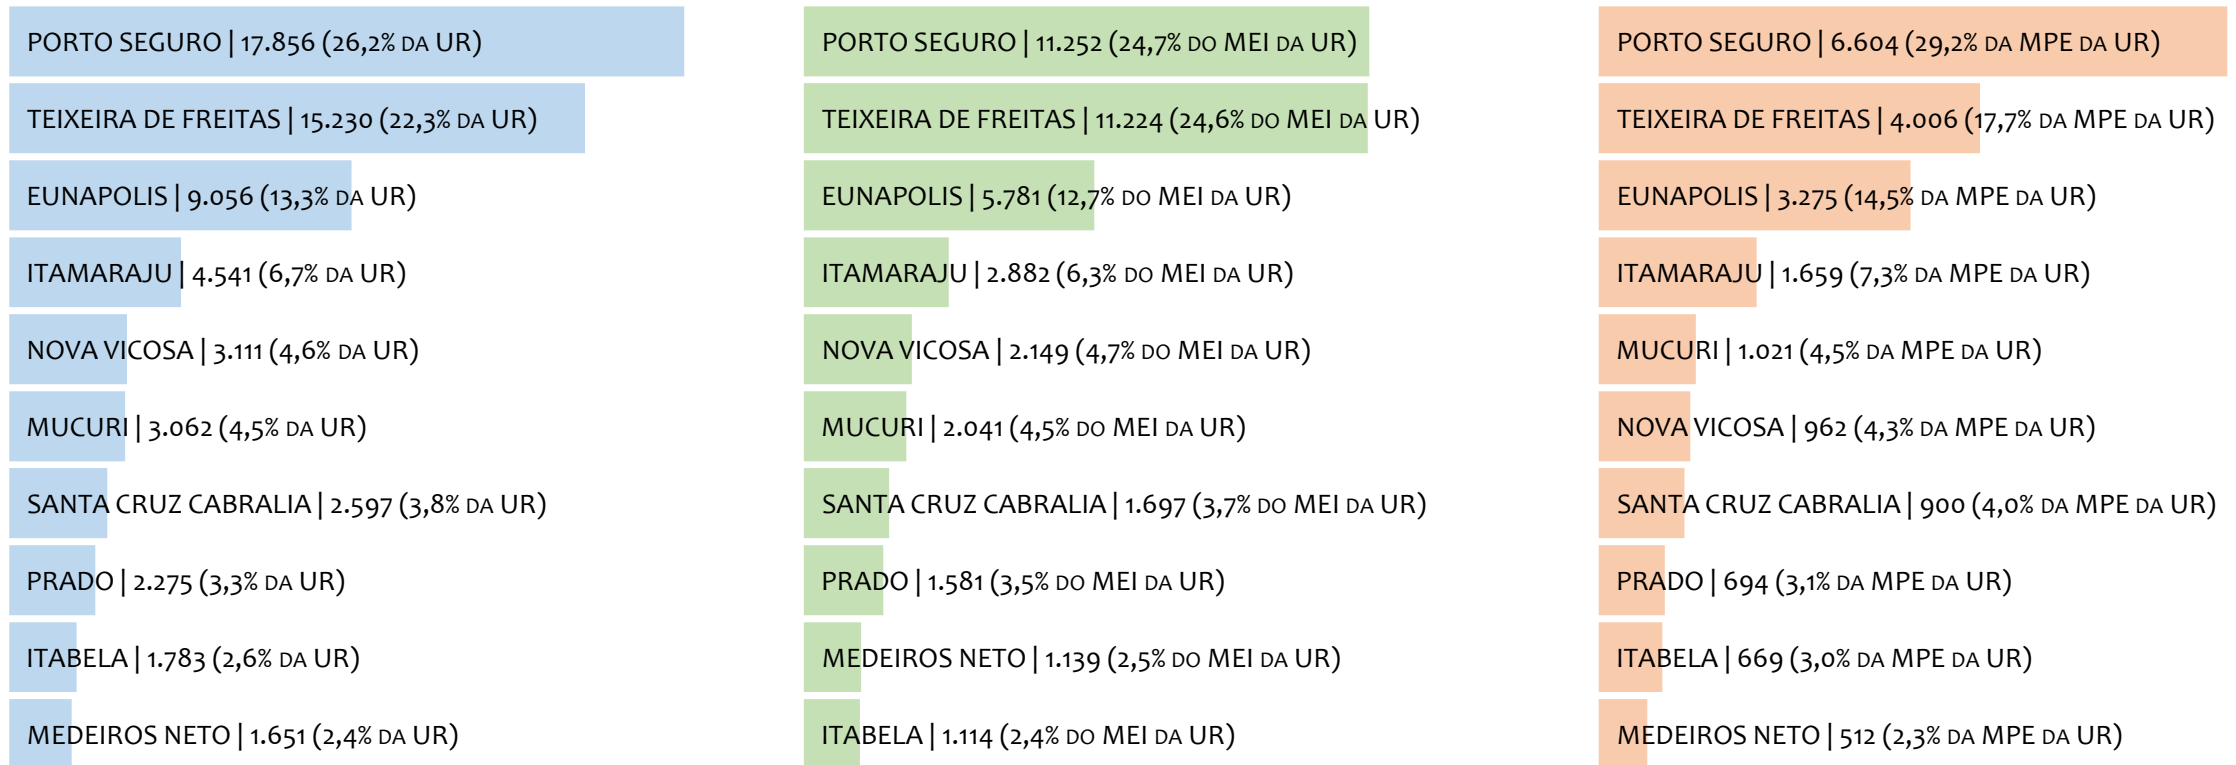 PORTO SEGURO | 17.856 (26,2% DA UR)
TEIXEIRA DE FREITAS | 15.230 (22,3% DA UR)
EUNAPOLIS | 9.056 (13,3% DA UR)
ITAMARAJU | 4.541 (6,7% DA UR)
NOVA VICOSA | 3.111 (4,6% DA UR)
MUCURI | 3.062 (4,5% DA UR)
SANTA CRUZ CABRALIA | 2.597 (3,8% DA UR)
PRADO | 2.275 (3,3% DA UR)
ITABELA | 1.783 (2,6% DA UR)
MEDEIROS NETO | 1.651 (2,4% DA UR)
PORTO SEGURO | 11.252 (24,7% DO MEI DA UR)
TEIXEIRA DE FREITAS | 11.224 (24,6% DO MEI DA UR)
EUNAPOLIS | 5.781 (12,7% DO MEI DA UR)
ITAMARAJU | 2.882 (6,3% DO MEI DA UR)
NOVA VICOSA | 2.149 (4,7% DO MEI DA UR)
MUCURI | 2.041 (4,5% DO MEI DA UR)
SANTA CRUZ CABRALIA | 1.697 (3,7% DO MEI DA UR)
PRADO | 1.581 (3,5% DO MEI DA UR)
MEDEIROS NETO | 1.139 (2,5% DO MEI DA UR)
ITABELA | 1.114 (2,4% DO MEI DA UR)
PORTO SEGURO | 6.604 (29,2% DA MPE DA UR)
TEIXEIRA DE FREITAS | 4.006 (17,7% DA MPE DA UR)
EUNAPOLIS | 3.275 (14,5% DA MPE DA UR)
ITAMARAJU | 1.659 (7,3% DA MPE DA UR)
MUCURI | 1.021 (4,5% DA MPE DA UR)
NOVA VICOSA | 962 (4,3% DA MPE DA UR)
SANTA CRUZ CABRALIA | 900 (4,0% DA MPE DA UR)
PRADO | 694 (3,1% DA MPE DA UR)
ITABELA | 669 (3,0% DA MPE DA UR)
MEDEIROS NETO | 512 (2,3% DA MPE DA UR)